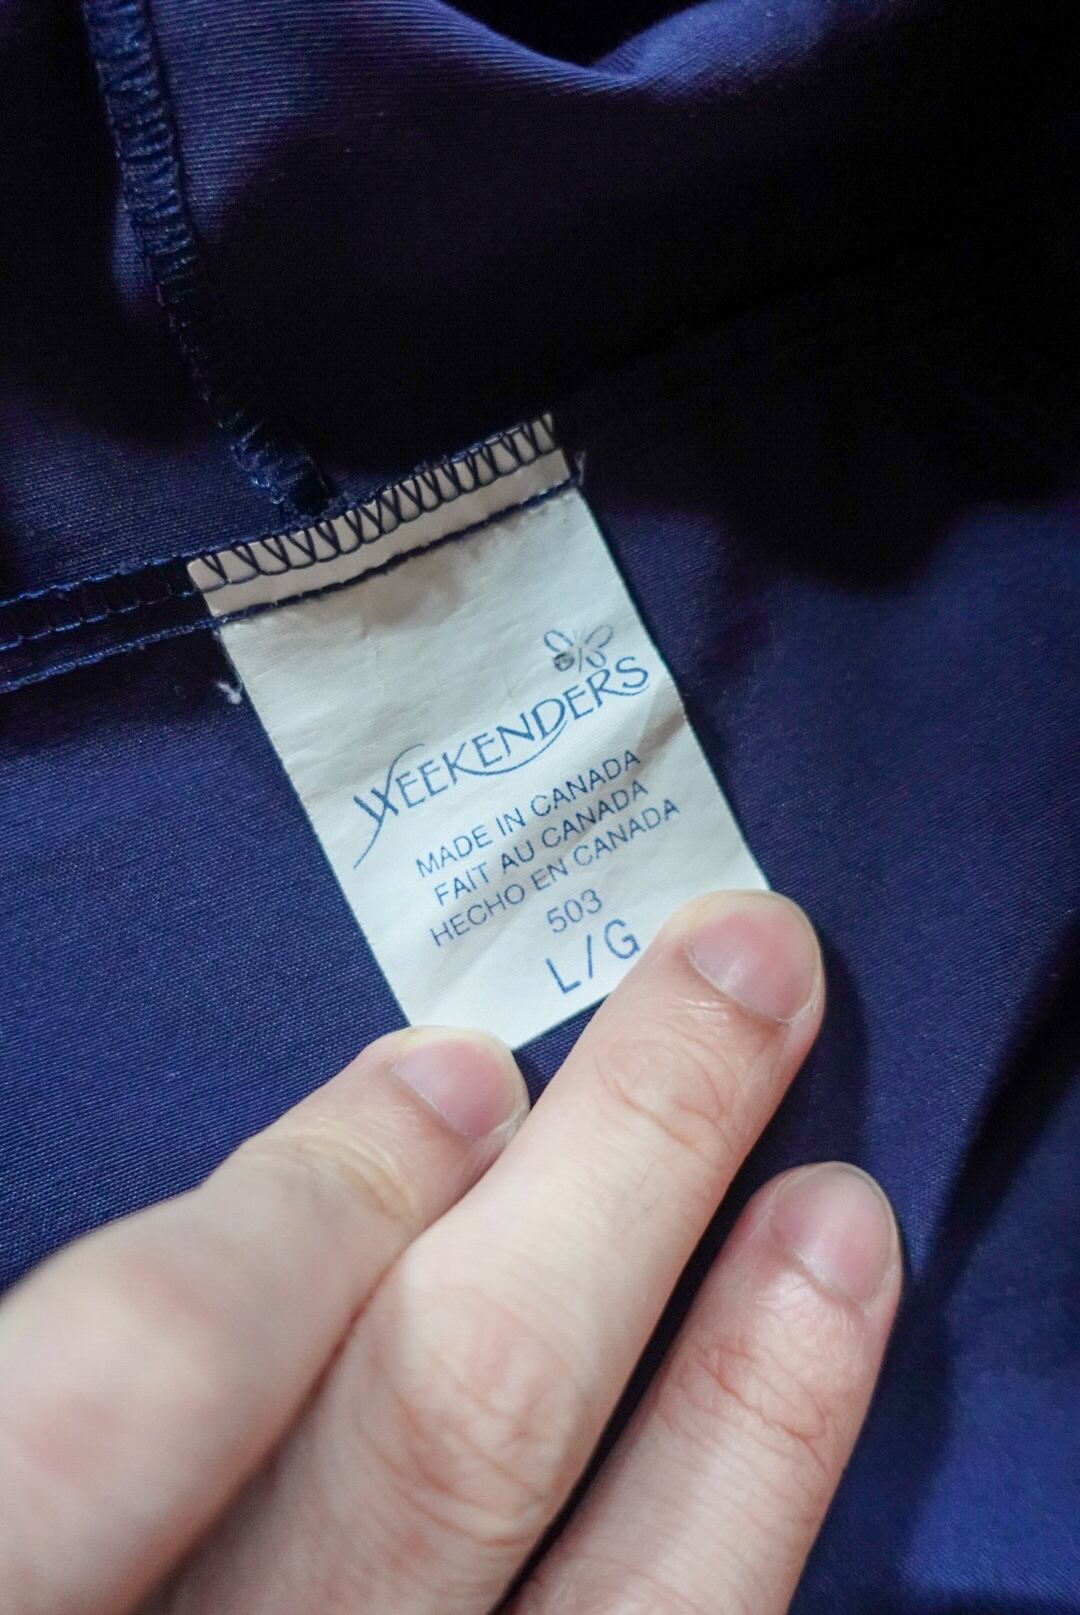 WEEKENDERS
MADE IN CANADA
FAIT AU CANADA
HECHO EN CANADA
503
L/G